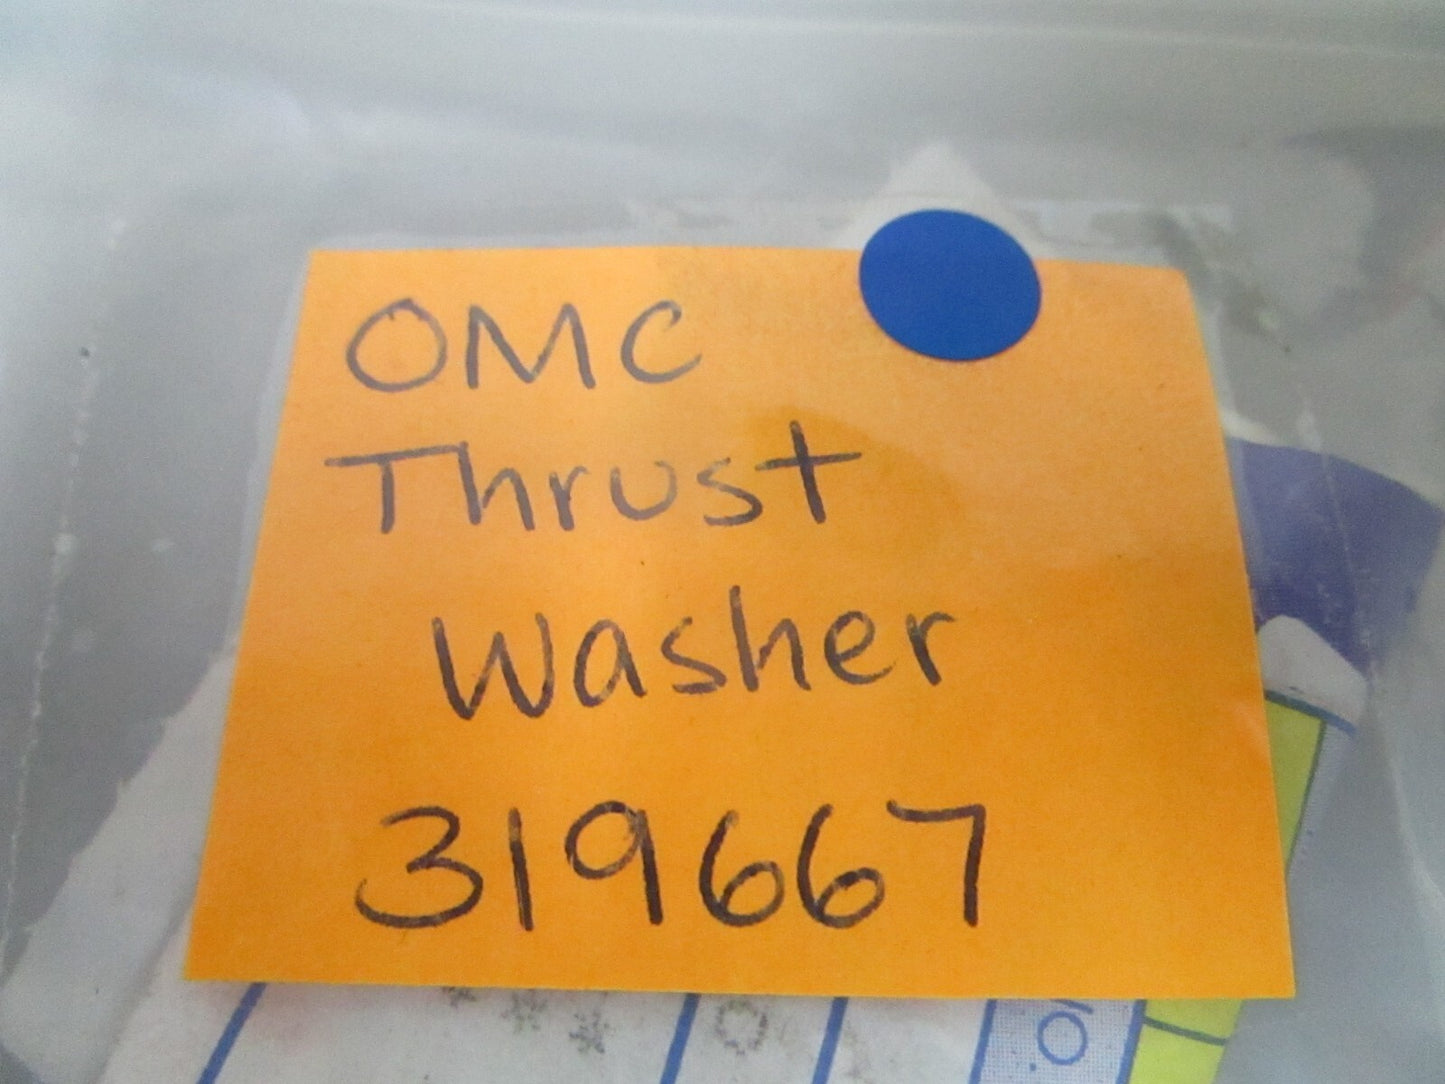 OMC
Thrust
Washer
319667